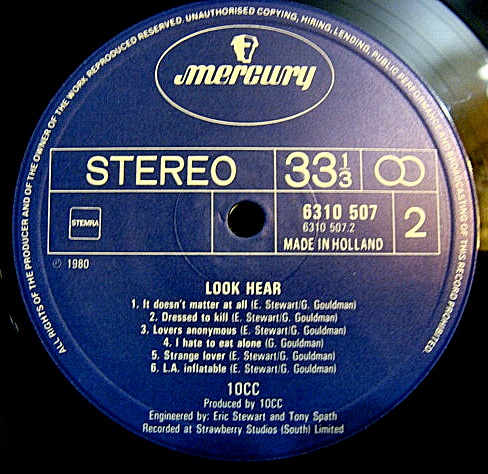 ALL RIGHTS OF THE PRODUCER AND OF THE OWNER OF THE WORK REPRODUCED RESERVED. UNAUTHORISED COPYING, HIRING, LENDING, PUBLIC PERFORMANCE AND BROADCASTING OF THIS RECORD PROHIBITED
mercury
STEREO 33 1/3
STEMRA 6310 507 2
6310 507.2
MADE IN HOLLAND
℗ 1980
LOOK HEAR
1. It doesn't matter at all (E. Stewart/G. Gouldman)
2. Dressed to kill (E. Stewart/G. Gouldman)
3. Lovers anonymous (E. Stewart/G. Gouldman)
4. I hate to eat alone (G. Gouldman)
5. Strange lover (E. Stewart/G. Gouldman)
6. L.A. inflatable (E. Stewart/G. Gouldman)
10CC
Produced by 10CC
Engineered by: Eric Stewart and Tony Spath
Recorded at Strawberry Studios (South) Limited